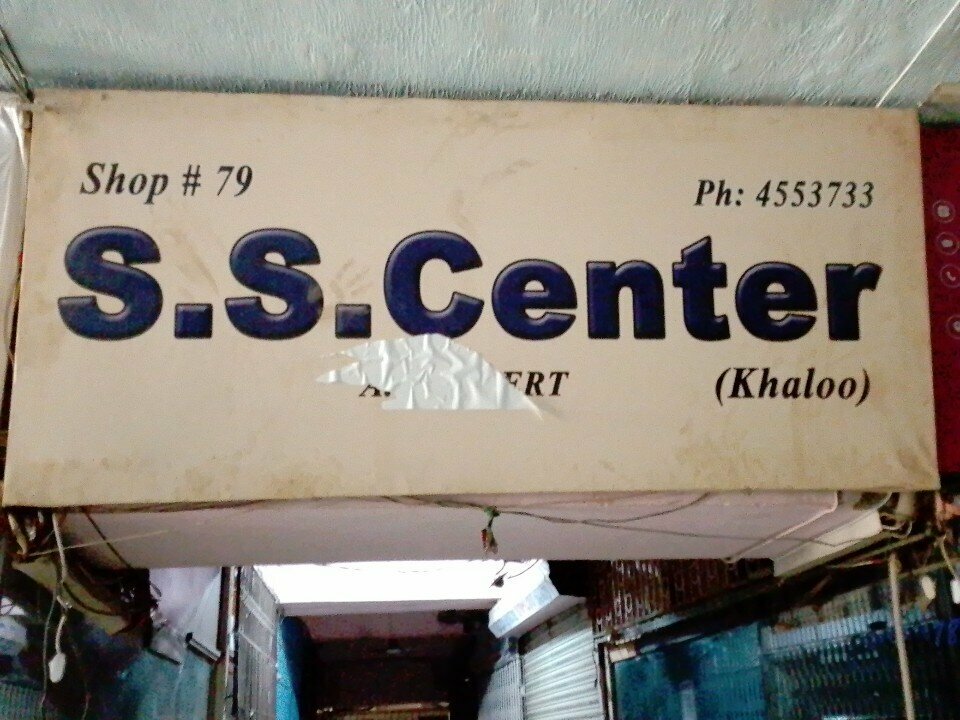 Shop # 79
Ph: 4553733
S.S.Center
(Khaloo)